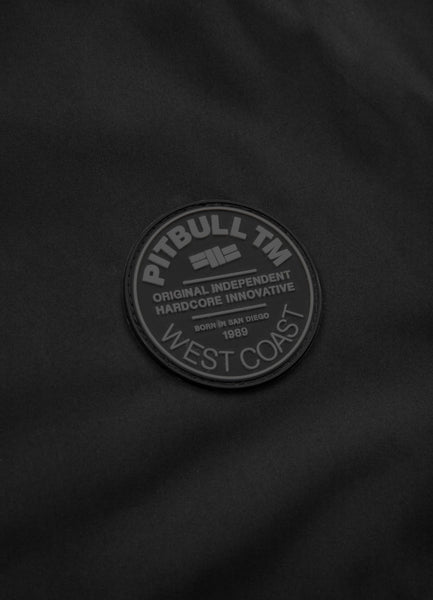 PITBULL TM
ORIGINAL INDEPENDENT
HARDCORE INNOVATIVE
BORN IN SAN DIEGO
1989
WEST COAST